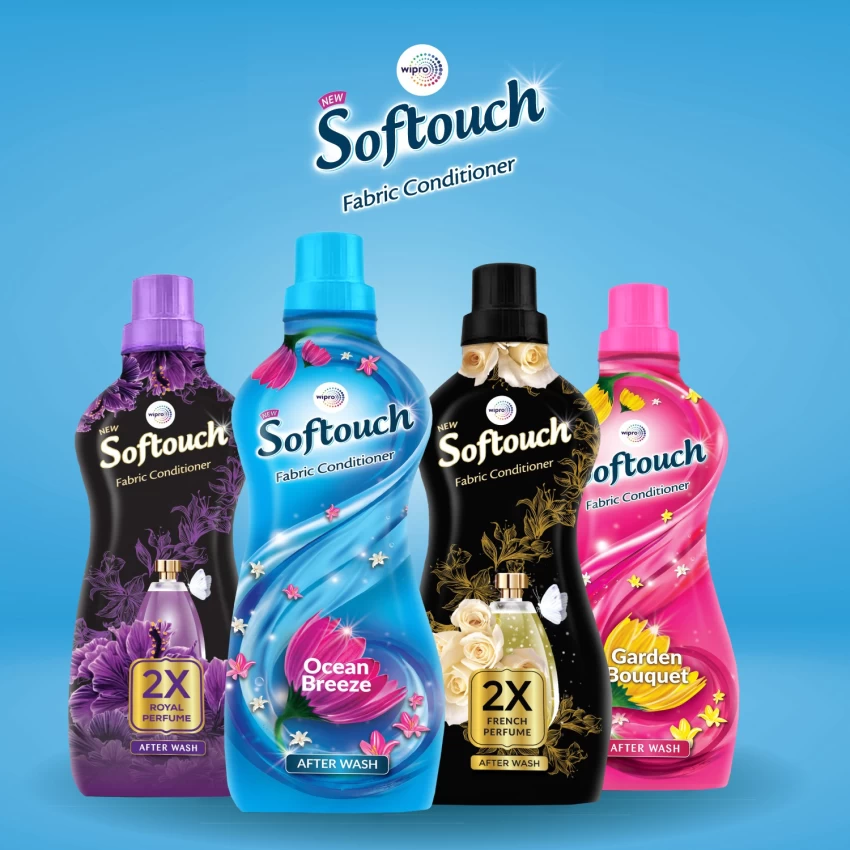 wipro
NEW
Softouch
Fabric Conditioner
wipro
NEW
Softouch
Fabric Conditioner
2X
ROYAL
PERFUME
AFTER WASH
wipro
NEW
Softouch
Fabric Conditioner
Ocean
Breeze
AFTER WASH
wipro
NEW
Softouch
Fabric Conditioner
2X
FRENCH
PERFUME
AFTER WASH
wipro
Softouch
Fabric Conditioner
Garden
Bouquet
AFTER WASH